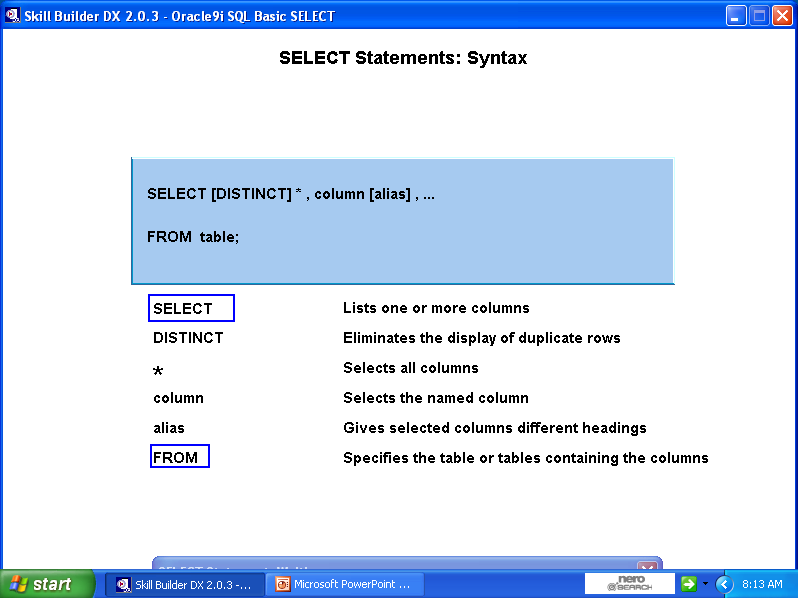 Skill Builder DX 2.0.3 - Oracle9i SQL Basic SELECT
SELECT Statements: Syntax
SELECT [DISTINCT] * , column [alias] , ...
FROM table;
SELECT Lists one or more columns
DISTINCT Eliminates the display of duplicate rows
* Selects all columns
column Selects the named column
alias Gives selected columns different headings
FROM Specifies the table or tables containing the columns
start Skill Builder DX 2.0.3 -... Microsoft PowerPoint ... nero SEARCH 8:13 AM